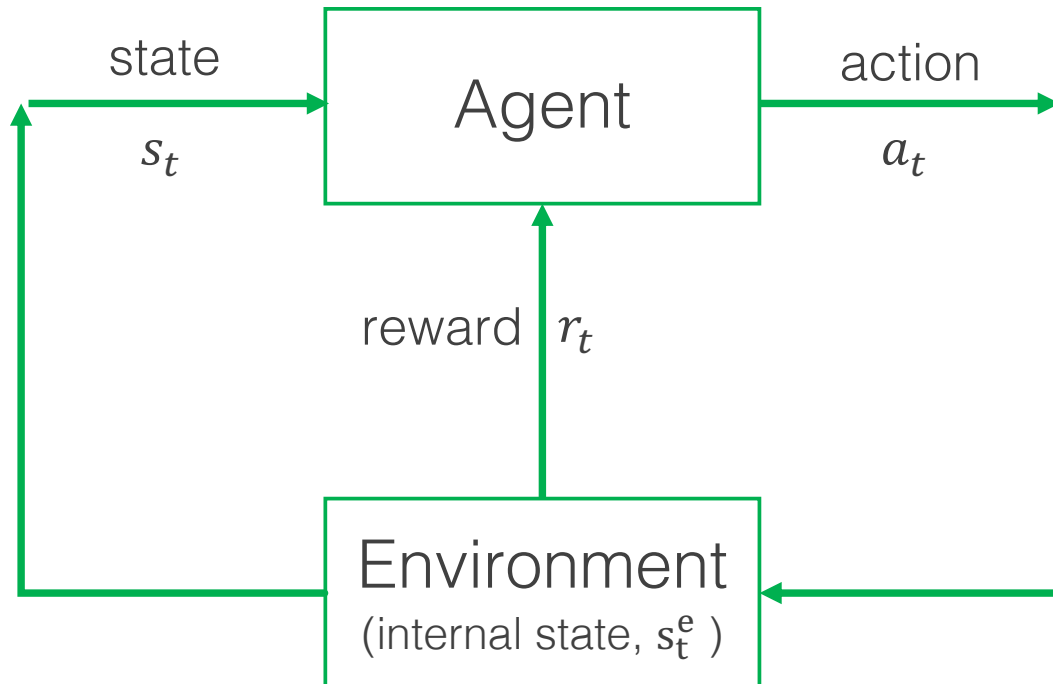 state
s_t
Agent
action
a_t
reward r_t
Environment
(internal state, s_t^e )